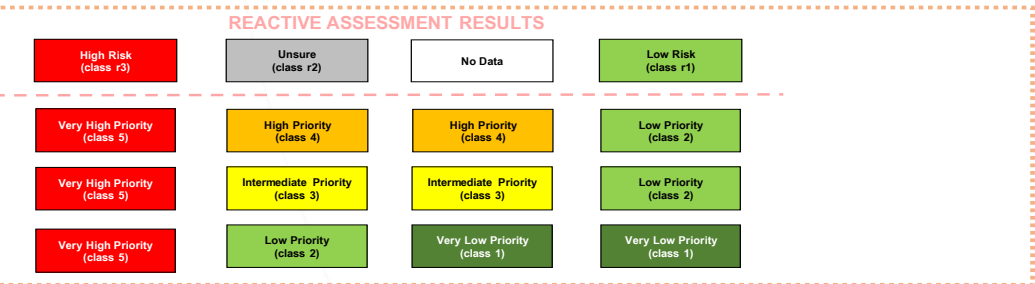 REACTIVE ASSESSMENT RESULTS
High Risk
(class r3)
Unsure
(class r2)
No Data
Low Risk
(class r1)
Very High Priority
(class 5)
High Priority
(class 4)
High Priority
(class 4)
Low Priority
(class 2)
Very High Priority
(class 5)
Intermediate Priority
(class 3)
Intermediate Priority
(class 3)
Low Priority
(class 2)
Very High Priority
(class 5)
Low Priority
(class 2)
Very Low Priority
(class 1)
Very Low Priority
(class 1)